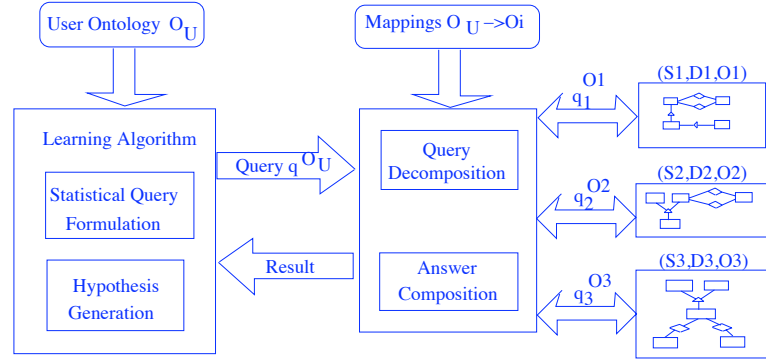 User Ontology O_U
Mappings O_U ->Oi
Learning Algorithm
Statistical Query
Formulation
Hypothesis
Generation
Query q^O_U
Result
Query
Decomposition
Answer
Composition
q_1^O1
q_2^O2
q_3^O3
(S1,D1,O1)
(S2,D2,O2)
(S3,D3,O3)